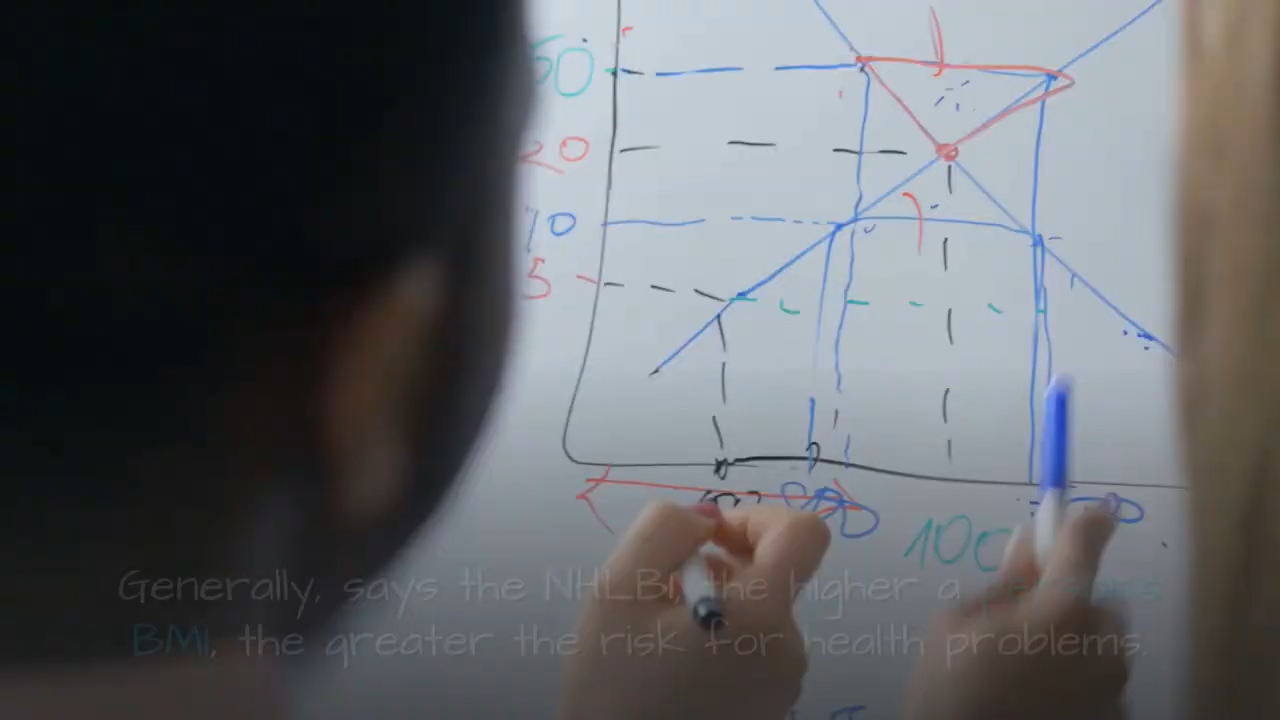 50
20
10
5
100
Generally, says the NHLBI, the higher a
BMI, the greater the risk for health problems.